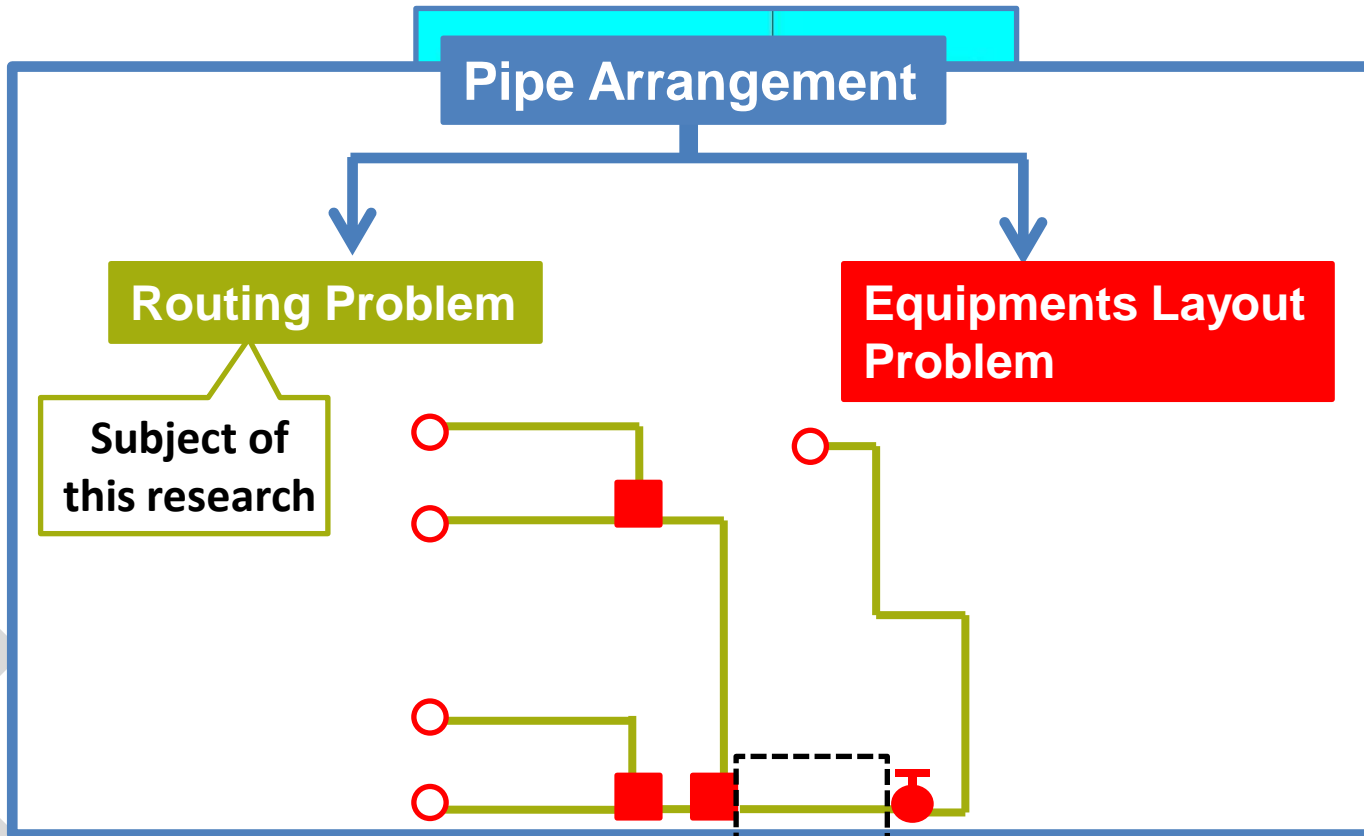 Pipe Arrangement
Routing Problem
Equipments Layout
Problem
Subject of
this research